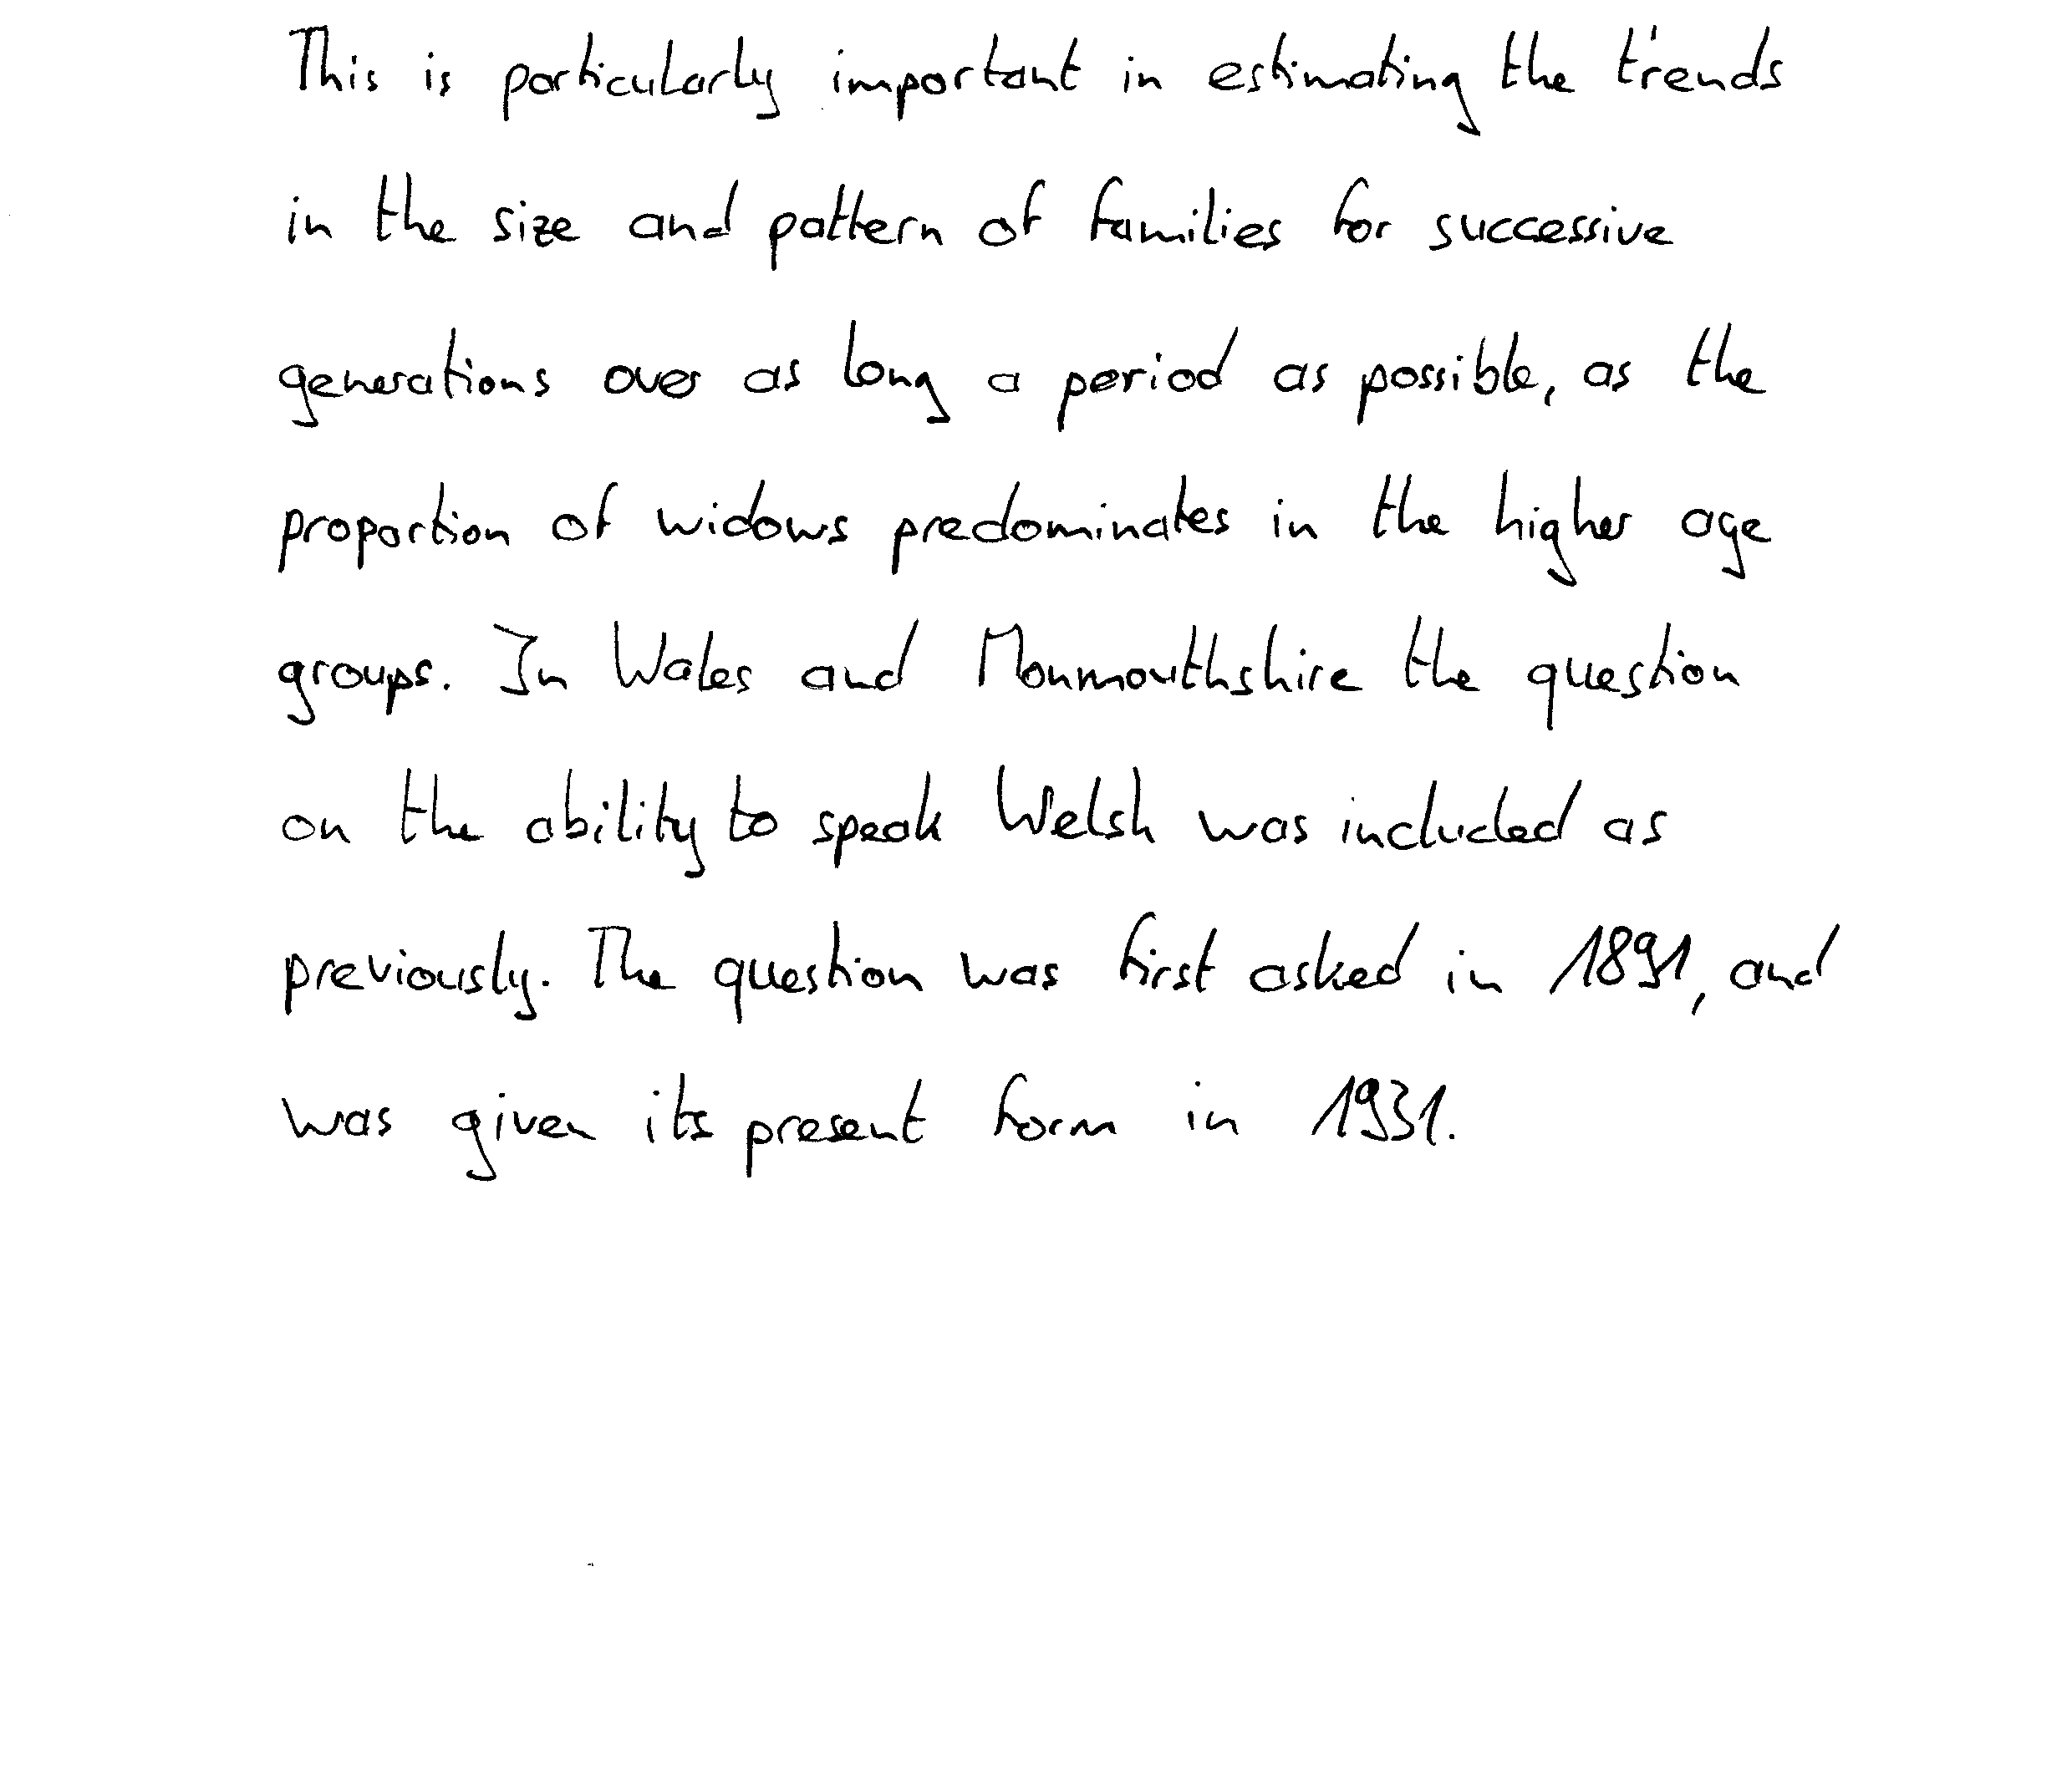 This is particularly important in estimating the trends
in the size and pattern of families for successive
generations over as long a period as possible, as the
proportion of widows predominates in the higher age
groups. In Wales and Monmouthshire the question
on the ability to speak Welsh was included as
previously. The question was first asked in 1891, and
was given its present form in 1931.